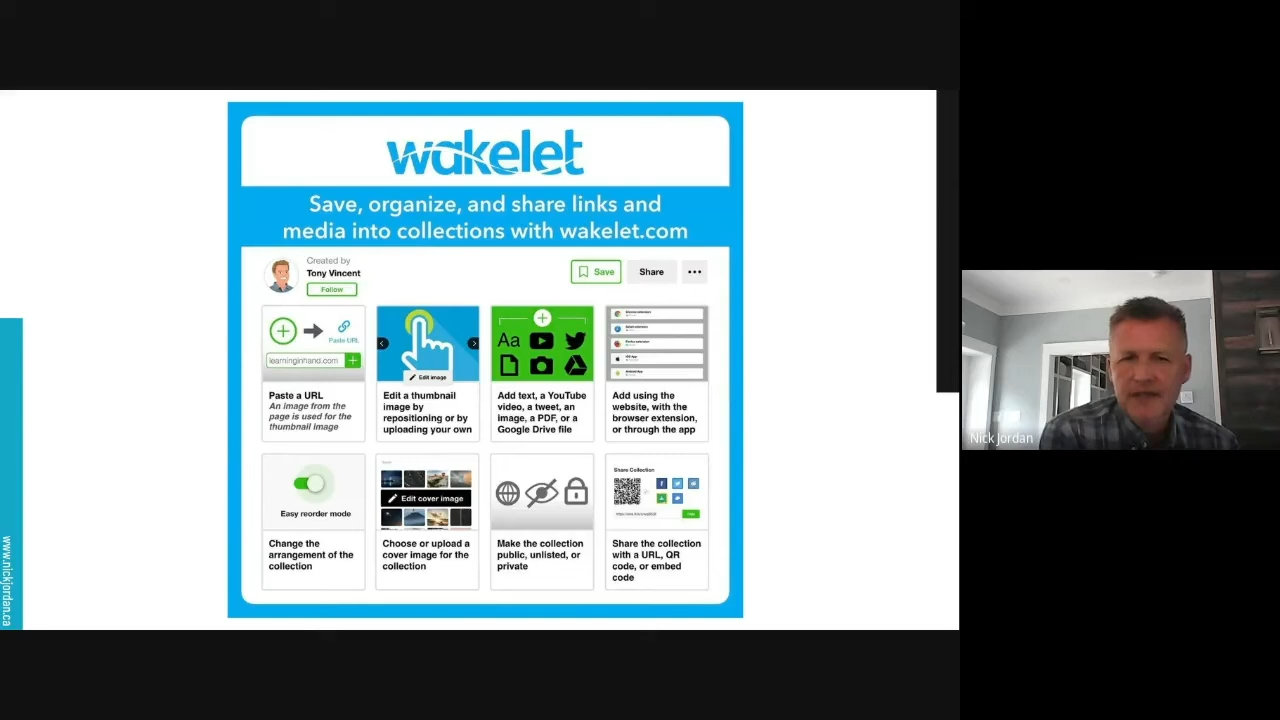 wakelet
Save, organize, and share links and
media into collections with wakelet.com
Created by
Tony Vincent
Follow
Save
Share
Paste URL
learninginhand.com
Paste a URL
An image from the
page is used for the
thumbnail image
Edit image
Edit a thumbnail
image by
repositioning or by
uploading your own
Aa
Add text, a YouTube
video, a tweet, an
image, a PDF, or a
Google Drive file
Add using the
website, with the
browser extension,
or through the app
Easy reorder mode
Change the
arrangement of the
collection
Edit cover image
Choose or upload a
cover image for the
collection
Make the collection
public, unlisted, or
private
Share Collection
Share the collection
with a URL, QR
code, or embed
code
www.nickjordan.ca
Nick Jordan